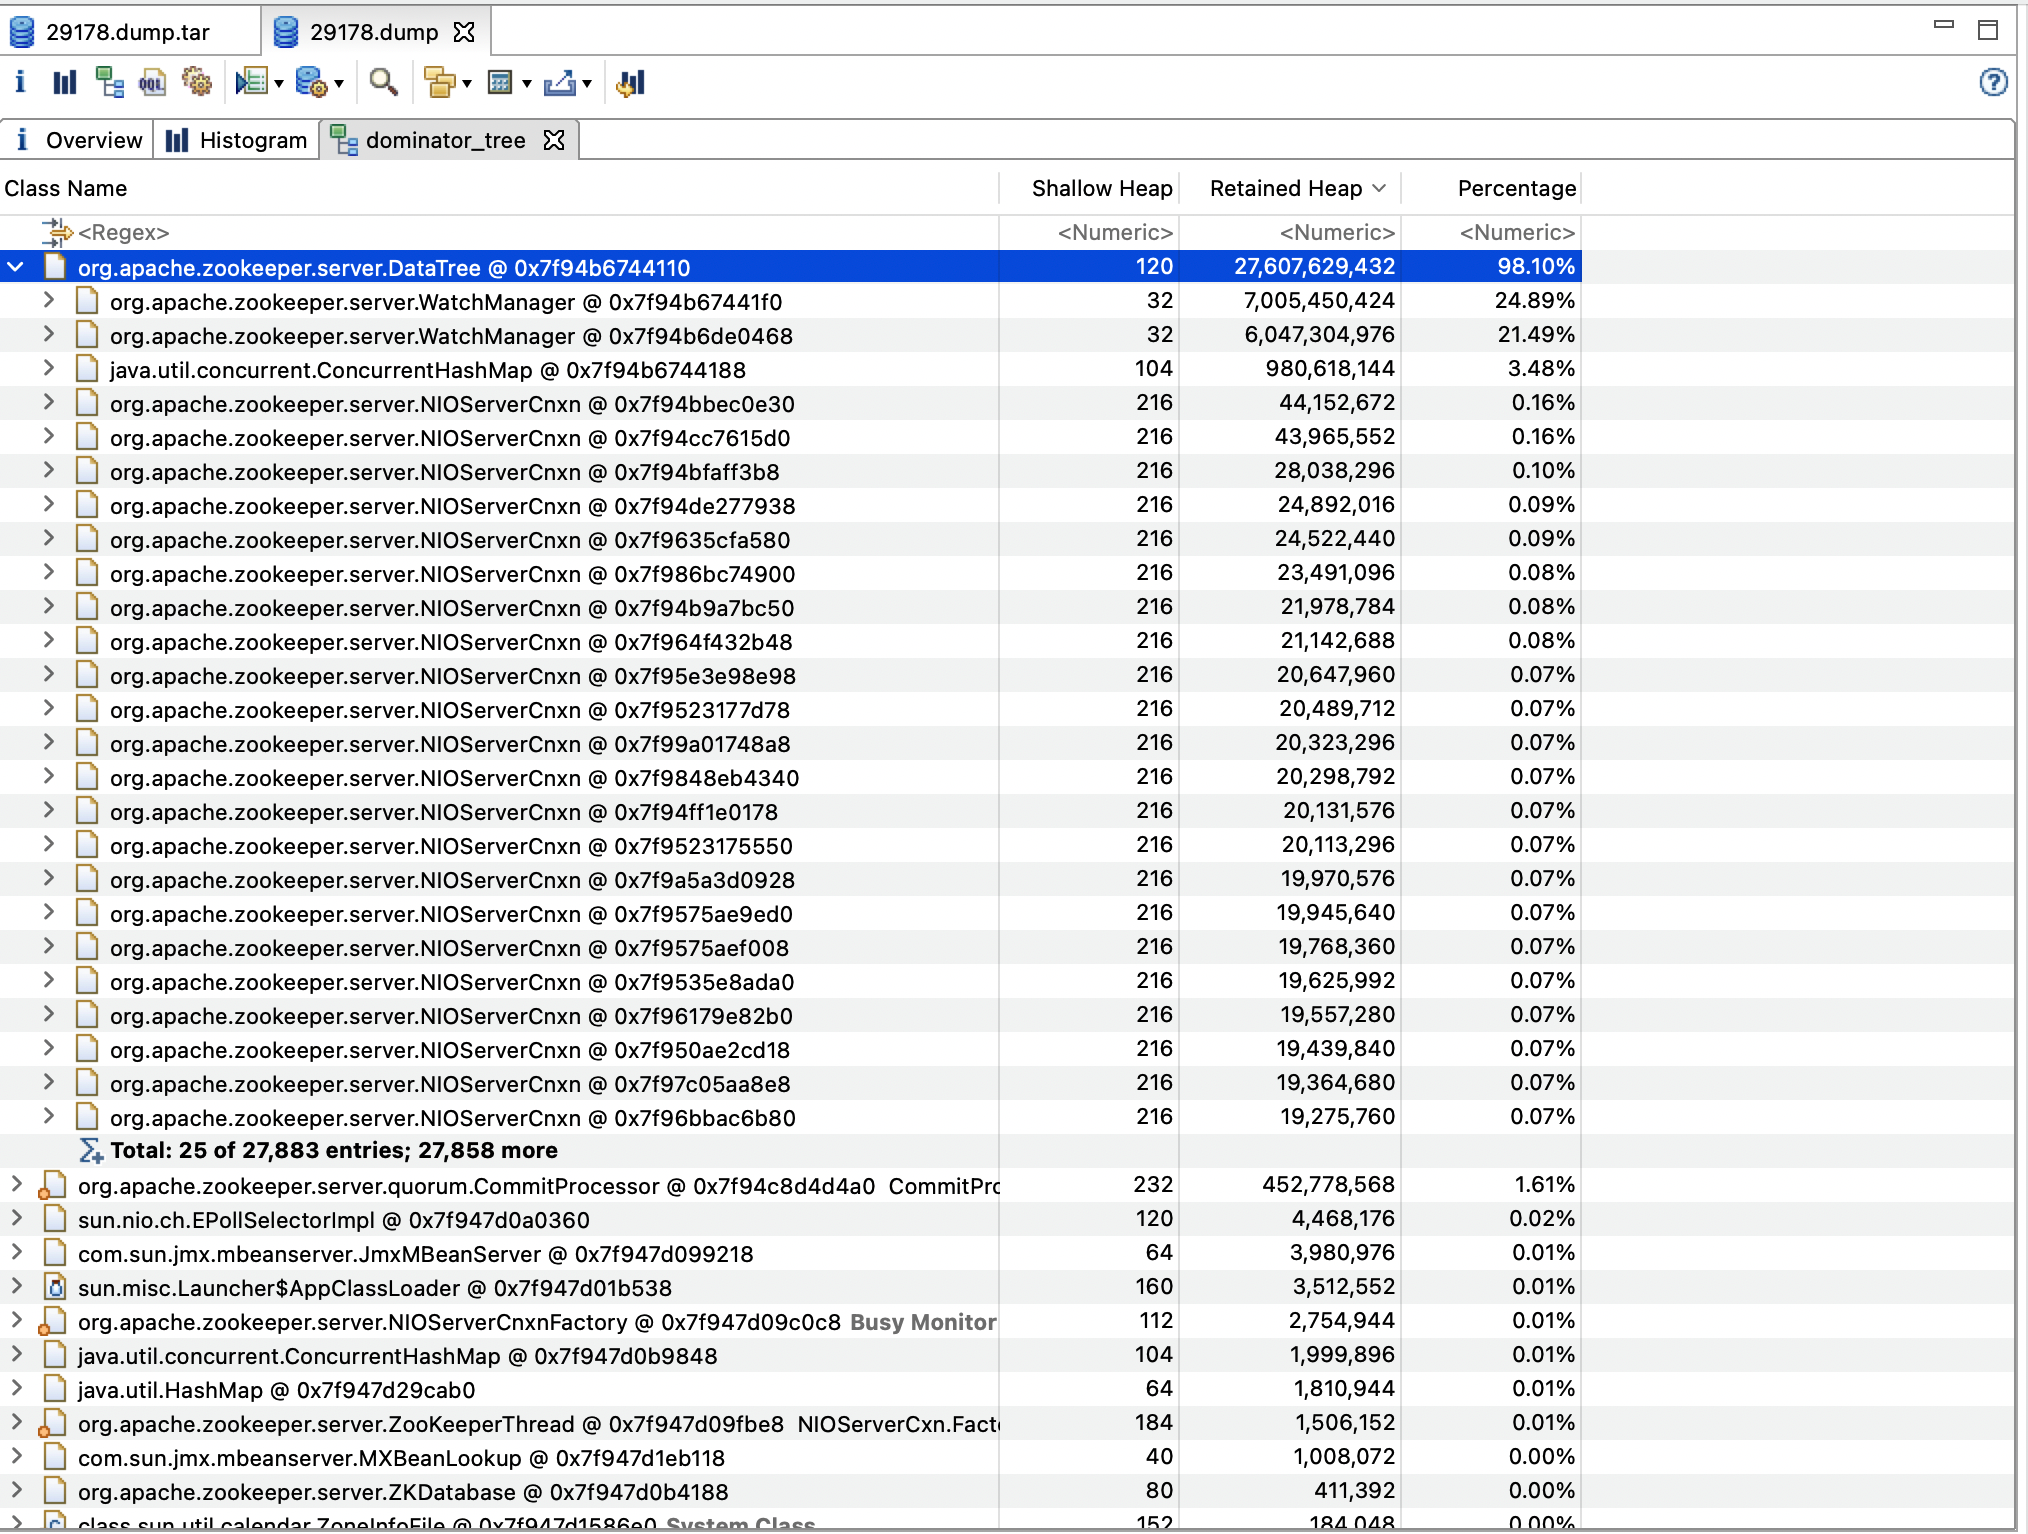 29178.dump.tar 29178.dump
OQL
Overview Histogram dominator_tree
Class Name Shallow Heap Retained Heap Percentage
<Regex> <Numeric> <Numeric> <Numeric>
org.apache.zookeeper.server.DataTree @ 0x7f94b6744110 120 27,607,629,432 98.10%
org.apache.zookeeper.server.WatchManager @ 0x7f94b67441f0 32 7,005,450,424 24.89%
org.apache.zookeeper.server.WatchManager @ 0x7f94b6de0468 32 6,047,304,976 21.49%
java.util.concurrent.ConcurrentHashMap @ 0x7f94b6744188 104 980,618,144 3.48%
org.apache.zookeeper.server.NIOServerCnxn @ 0x7f94bbec0e30 216 44,152,672 0.16%
org.apache.zookeeper.server.NIOServerCnxn @ 0x7f94cc7615d0 216 43,965,552 0.16%
org.apache.zookeeper.server.NIOServerCnxn @ 0x7f94bfaff3b8 216 28,038,296 0.10%
org.apache.zookeeper.server.NIOServerCnxn @ 0x7f94de277938 216 24,892,016 0.09%
org.apache.zookeeper.server.NIOServerCnxn @ 0x7f9635cfa580 216 24,522,440 0.09%
org.apache.zookeeper.server.NIOServerCnxn @ 0x7f986bc74900 216 23,491,096 0.08%
org.apache.zookeeper.server.NIOServerCnxn @ 0x7f94b9a7bc50 216 21,978,784 0.08%
org.apache.zookeeper.server.NIOServerCnxn @ 0x7f964f432b48 216 21,142,688 0.08%
org.apache.zookeeper.server.NIOServerCnxn @ 0x7f95e3e98e98 216 20,647,960 0.07%
org.apache.zookeeper.server.NIOServerCnxn @ 0x7f9523177d78 216 20,489,712 0.07%
org.apache.zookeeper.server.NIOServerCnxn @ 0x7f99a01748a8 216 20,323,296 0.07%
org.apache.zookeeper.server.NIOServerCnxn @ 0x7f9848eb4340 216 20,298,792 0.07%
org.apache.zookeeper.server.NIOServerCnxn @ 0x7f94ff1e0178 216 20,131,576 0.07%
org.apache.zookeeper.server.NIOServerCnxn @ 0x7f9523175550 216 20,113,296 0.07%
org.apache.zookeeper.server.NIOServerCnxn @ 0x7f9a5a3d0928 216 19,970,576 0.07%
org.apache.zookeeper.server.NIOServerCnxn @ 0x7f9575ae9ed0 216 19,945,640 0.07%
org.apache.zookeeper.server.NIOServerCnxn @ 0x7f9575aef008 216 19,768,360 0.07%
org.apache.zookeeper.server.NIOServerCnxn @ 0x7f9535e8ada0 216 19,625,992 0.07%
org.apache.zookeeper.server.NIOServerCnxn @ 0x7f96179e82b0 216 19,557,280 0.07%
org.apache.zookeeper.server.NIOServerCnxn @ 0x7f950ae2cd18 216 19,439,840 0.07%
org.apache.zookeeper.server.NIOServerCnxn @ 0x7f97c05aa8e8 216 19,364,680 0.07%
org.apache.zookeeper.server.NIOServerCnxn @ 0x7f96bbac6b80 216 19,275,760 0.07%
Total: 25 of 27,883 entries; 27,858 more
org.apache.zookeeper.server.quorum.CommitProcessor @ 0x7f94c8d4d4a0 CommitPrc 232 452,778,568 1.61%
sun.nio.ch.EPollSelectorImpl @ 0x7f947d0a0360 120 4,468,176 0.02%
com.sun.jmx.mbeanserver.JmxMBeanServer @ 0x7f947d099218 64 3,980,976 0.01%
sun.misc.Launcher$AppClassLoader @ 0x7f947d01b538 160 3,512,552 0.01%
org.apache.zookeeper.server.NIOServerCnxnFactory @ 0x7f947d09c0c8 Busy Monitor 112 2,754,944 0.01%
java.util.concurrent.ConcurrentHashMap @ 0x7f947d0b9848 104 1,999,896 0.01%
java.util.HashMap @ 0x7f947d29cab0 64 1,810,944 0.01%
org.apache.zookeeper.server.ZooKeeperThread @ 0x7f947d09fbe8 NIOServerCxn.Fact 184 1,506,152 0.01%
com.sun.jmx.mbeanserver.MXBeanLookup @ 0x7f947d1eb118 40 1,008,072 0.00%
org.apache.zookeeper.server.ZKDatabase @ 0x7f947d0b4188 80 411,392 0.00%
class sun.util.calendar.ZoneInfoFile @ 0x7f947d1586e0 System Class 152 184,048 0.00%